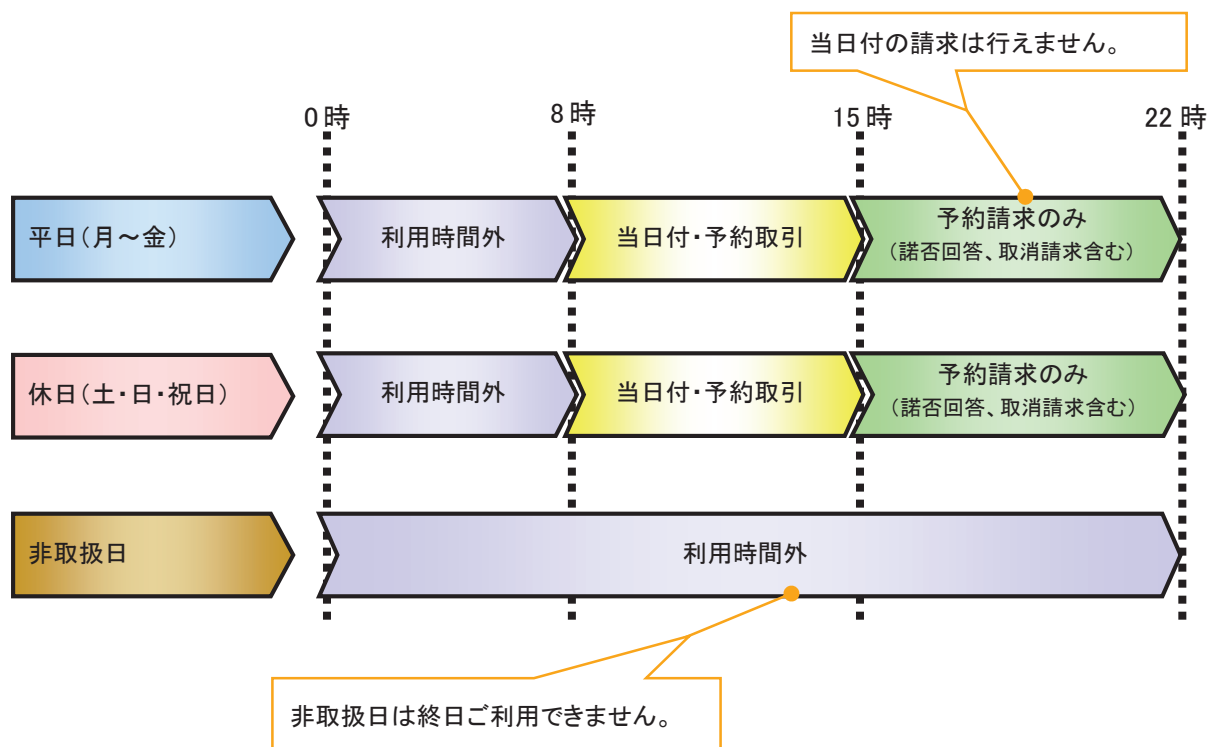 当日付の請求は行えません。
0時
8時
15時
22時
平日(月~金)
利用時間外
当日付・予約取引
予約請求のみ
(諾否回答、取消請求含む)
休日(土・日・祝日)
利用時間外
当日付・予約取引
予約請求のみ
(諾否回答、取消請求含む)
非取扱日
利用時間外
非取扱日は終日ご利用できません。